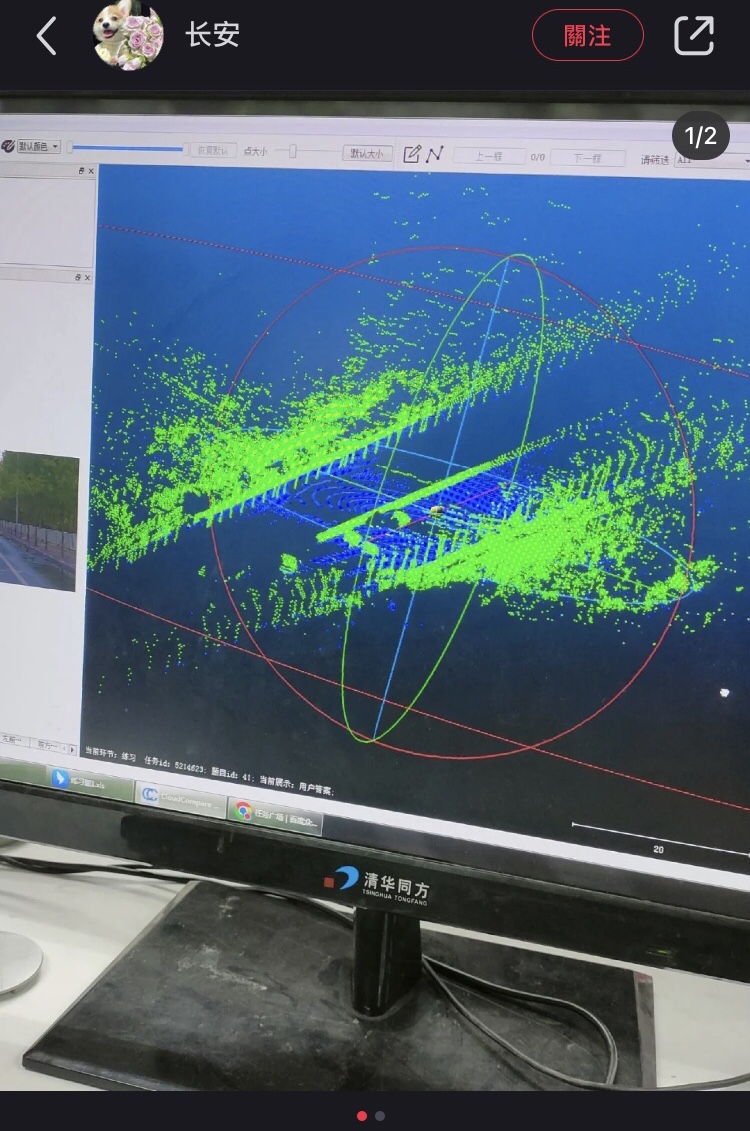 长安
關注
1/2
默认颜色
恢复默认
点大小
默认大小
上一框
0/0
下一框
请筛选
当前环节：练习 任务id：5214623；题目id：41；当前展示：用户答案；
20
CloudCompare
清华同方
TSINGHUA TONGFANG